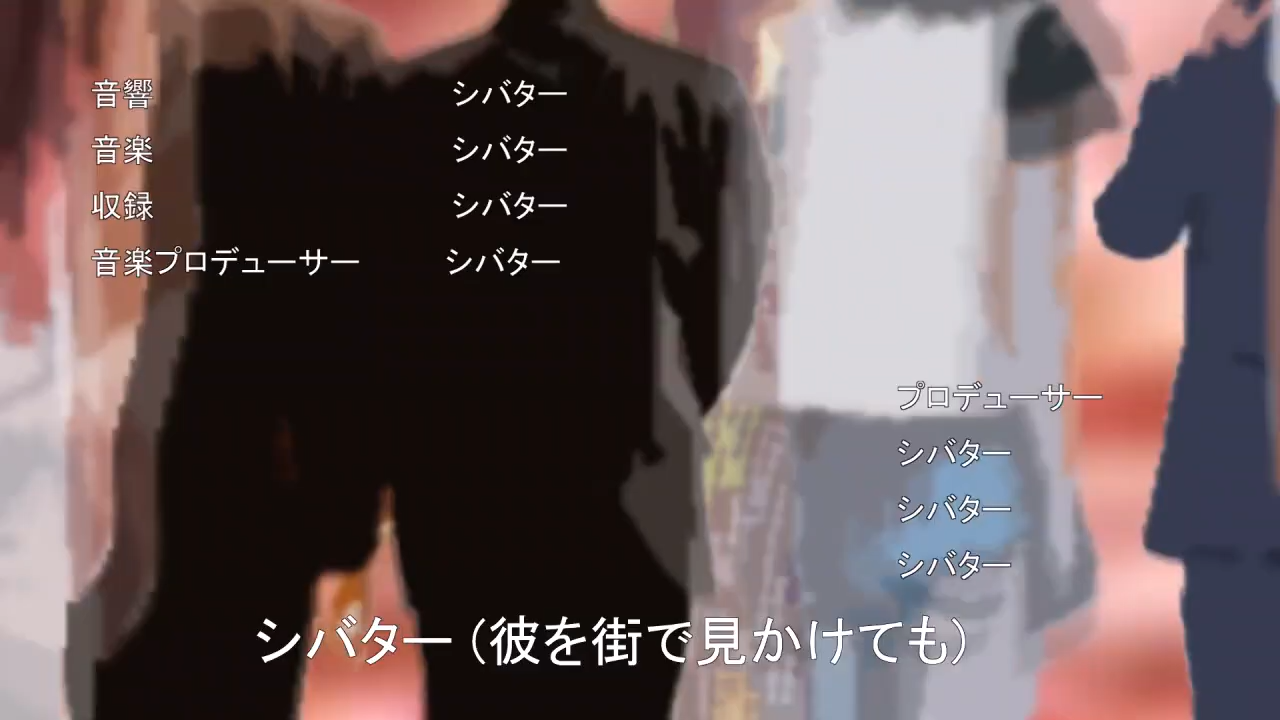 音響 シバター
音楽 シバター
収録 シバター
音楽プロデューサー シバター
プロデューサー
シバター
シバター
シバター
シバター（彼を街で見かけても）